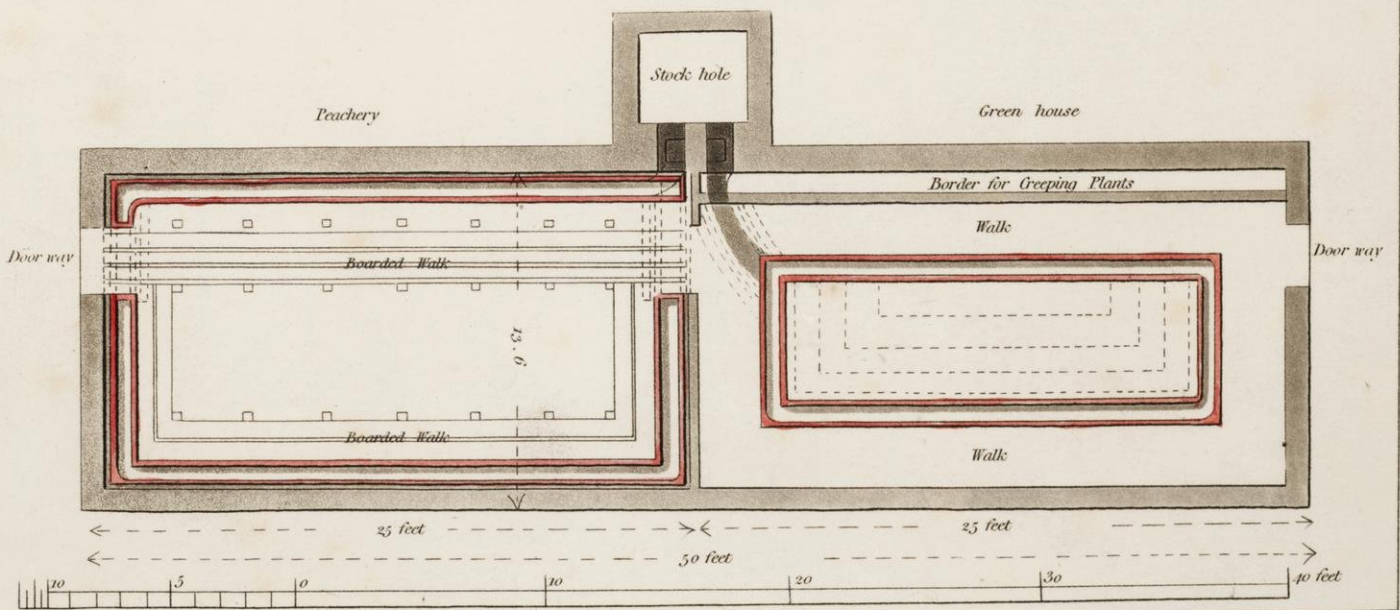 Stock hole
Peachery
Green house
Border for Creeping Plants
Walk
Door way
Boarded Walk
Door way
13.6
Boarded Walk
Walk
25 feet
25 feet
50 feet
10 5 0 10 20 30 40 feet